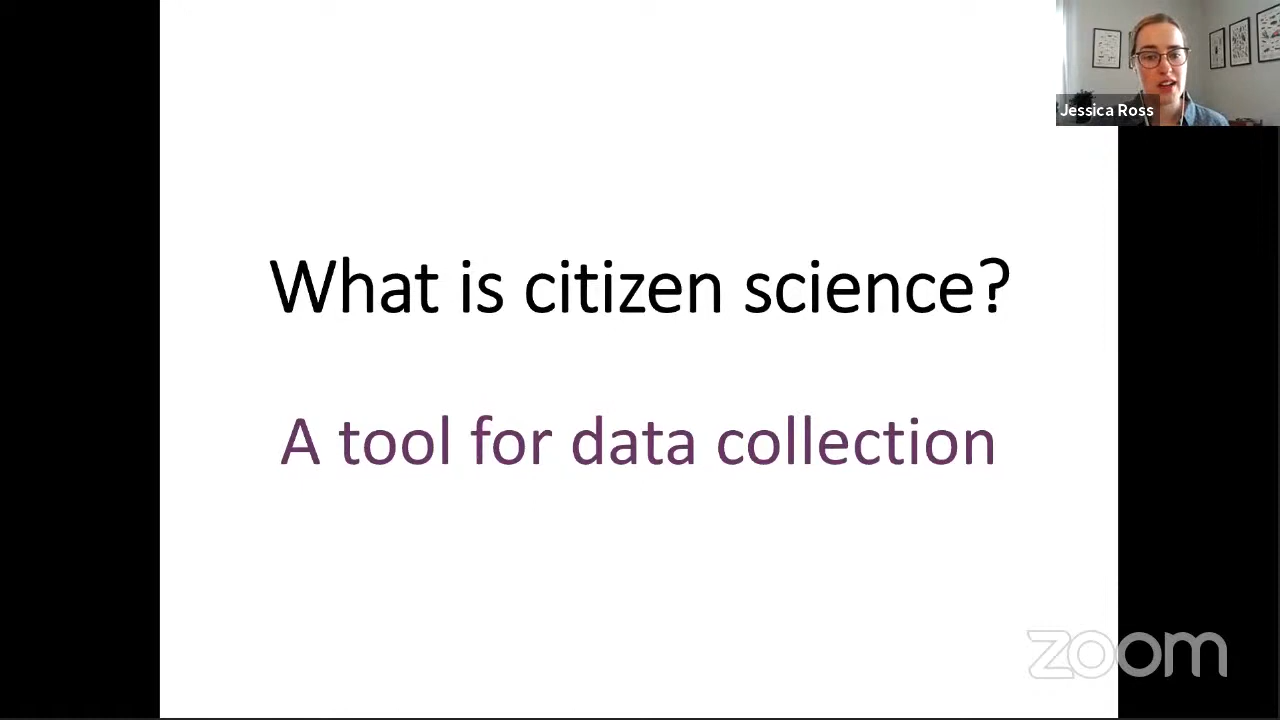 Jessica Ross
What is citizen science?
A tool for data collection
zoom